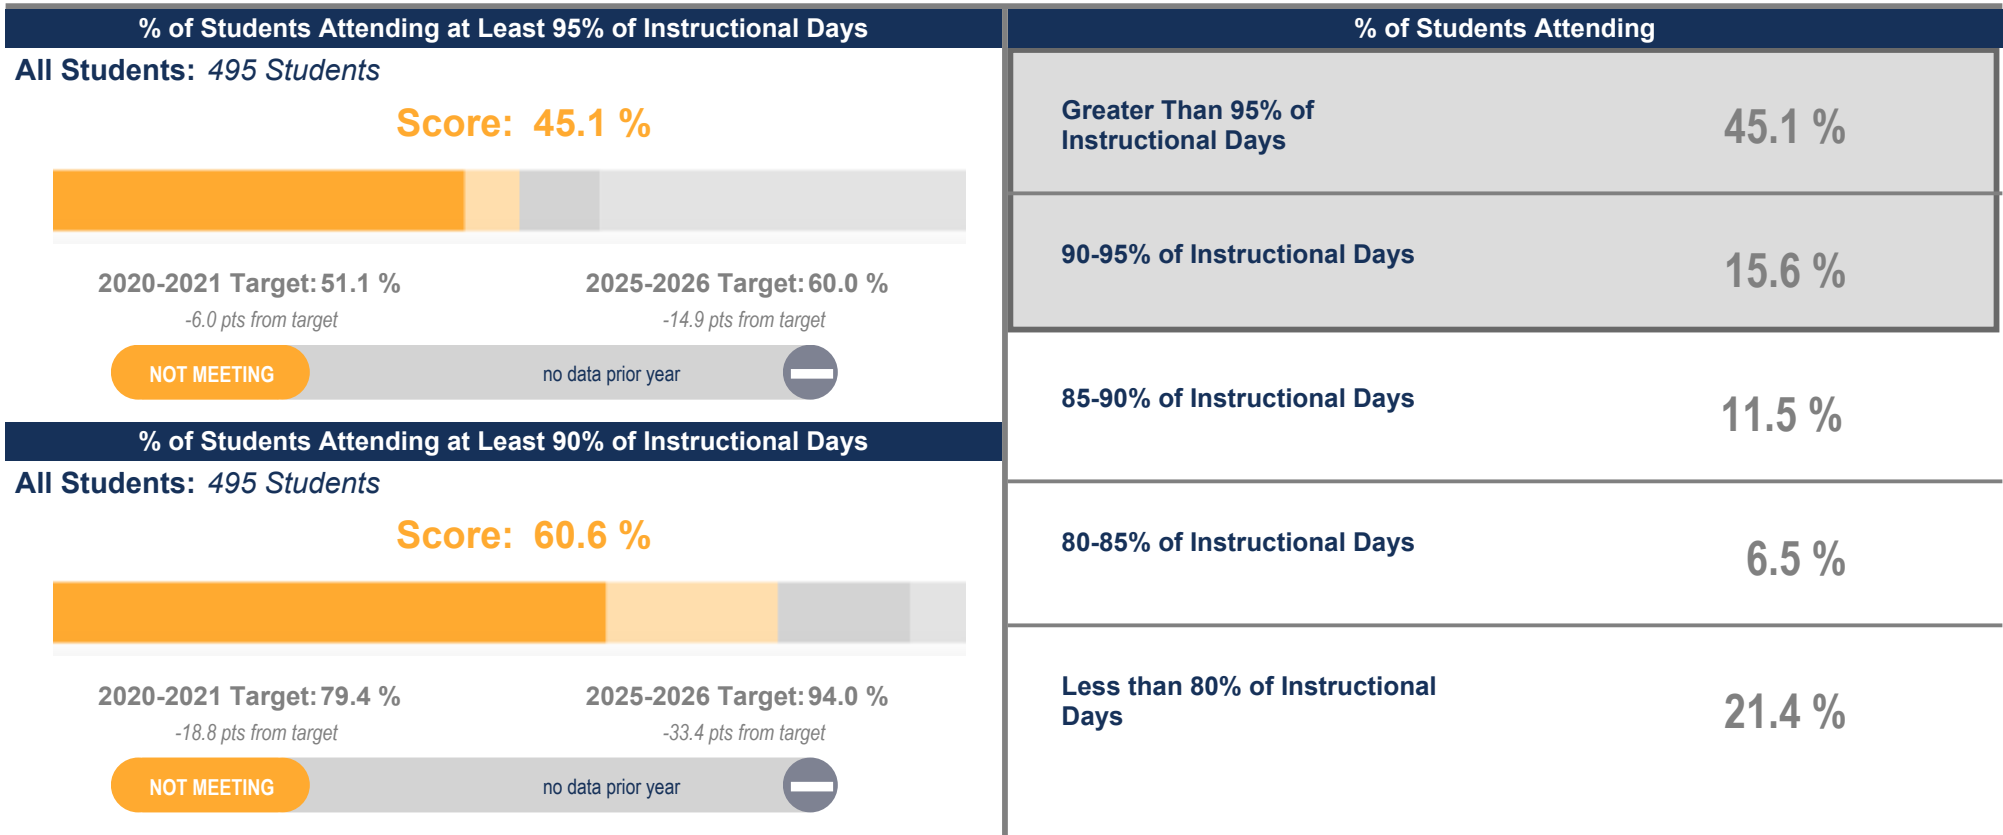 % of Students Attending at Least 95% of Instructional Days
All Students: 495 Students
Score: 45.1 %
2020-2021 Target: 51.1 %
-6.0 pts from target
2025-2026 Target: 60.0 %
-14.9 pts from target
NOT MEETING
no data prior year
% of Students Attending at Least 90% of Instructional Days
All Students: 495 Students
Score: 60.6 %
2020-2021 Target: 79.4 %
-18.8 pts from target
2025-2026 Target: 94.0 %
-33.4 pts from target
NOT MEETING
no data prior year
% of Students Attending
Greater Than 95% of
Instructional Days
45.1 %
90-95% of Instructional Days
15.6 %
85-90% of Instructional Days
11.5 %
80-85% of Instructional Days
6.5 %
Less than 80% of Instructional
Days
21.4 %